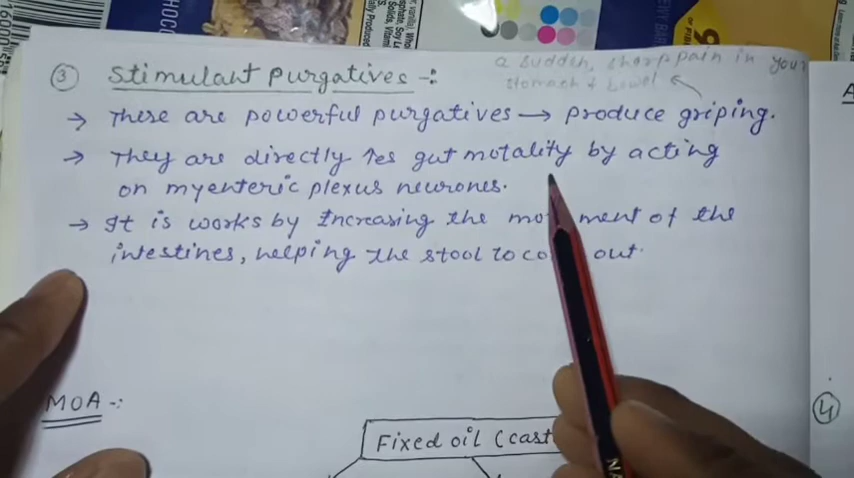 ③ Stimulant Purgatives -:
a sudden, sharp pain in your
stomach & bowel
→ These are powerful purgatives → produce griping.
→ They are directly ↑es gut motality by acting
on myenteric plexus neurones.
→ It is works by Increasing the mo ment of the
intestines, helping the stool to co out.
MOA -:
Fixed oil (cast
④
A